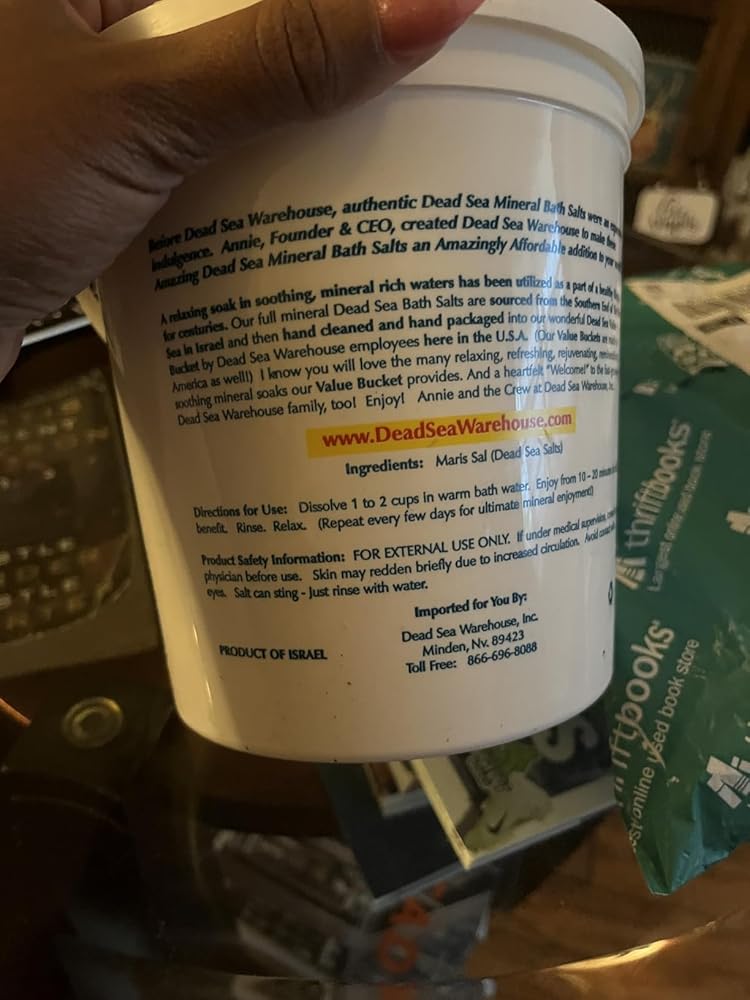 Before Dead Sea Warehouse, authentic Dead Sea Mineral Bath Salts were an
Indulgence. Annie, Founder & CEO, created Dead Sea Warehouse to make these
Amazing Dead Sea Mineral Bath Salts an Amazingly Affordable addition to your
A relaxing soak in soothing, mineral rich waters has been utilized as a part of a healthy
for centuries. Our full mineral Dead Sea Bath Salts are sourced from the Southern End of
Sea in Israel and then hand cleaned and hand packaged into our wonderful Dead Sea
Bucket by Dead Sea Warehouse employees here in the U.S.A. (Our Value Buckets are
America as well!) I know you will love the many relaxing, refreshing, rejuvenating,
soothing mineral soaks our Value Bucket provides. And a heartfelt "Welcome!" to the
Dead Sea Warehouse family, too! Enjoy! Annie and the Crew at Dead Sea Warehouse, Inc.
www.DeadSeaWarehouse.com
Ingredients: Maris Sal (Dead Sea Salts)
Directions for Use: Dissolve 1 to 2 cups in warm bath water. Enjoy from 10 - 20 minutes
benefit. Rinse. Relax. (Repeat every few days for ultimate mineral enjoyment)
Product Safety Information: FOR EXTERNAL USE ONLY. If under medical supervision,
physician before use. Skin may redden briefly due to increased circulation. Avoid contact
eyes. Salt can sting - Just rinse with water.
Imported for You By:
Dead Sea Warehouse, Inc.
Minden, Nv. 89423
Toll Free: 866-696-8088
PRODUCT OF ISRAEL
thriftbooks
Largest online used book store
riftbooks
est online used book store